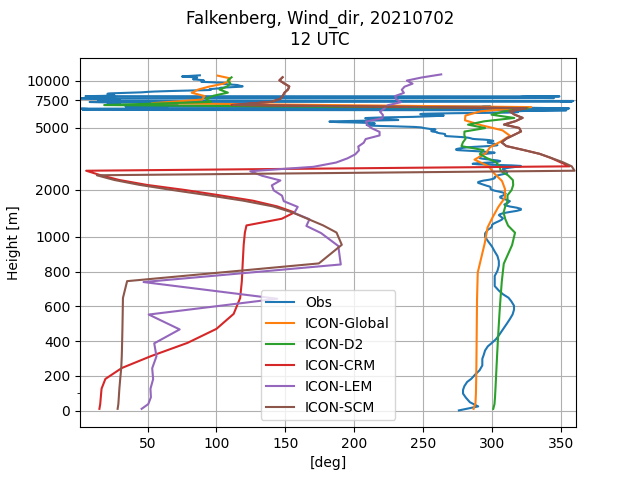 Falkenberg, Wind_dir, 20210702
12 UTC
Height [m]
10000
7500
5000
2000
1000
800
600
400
200
0
Obs
ICON-Global
ICON-D2
ICON-CRM
ICON-LEM
ICON-SCM
50
100
150
200
250
300
350
[deg]